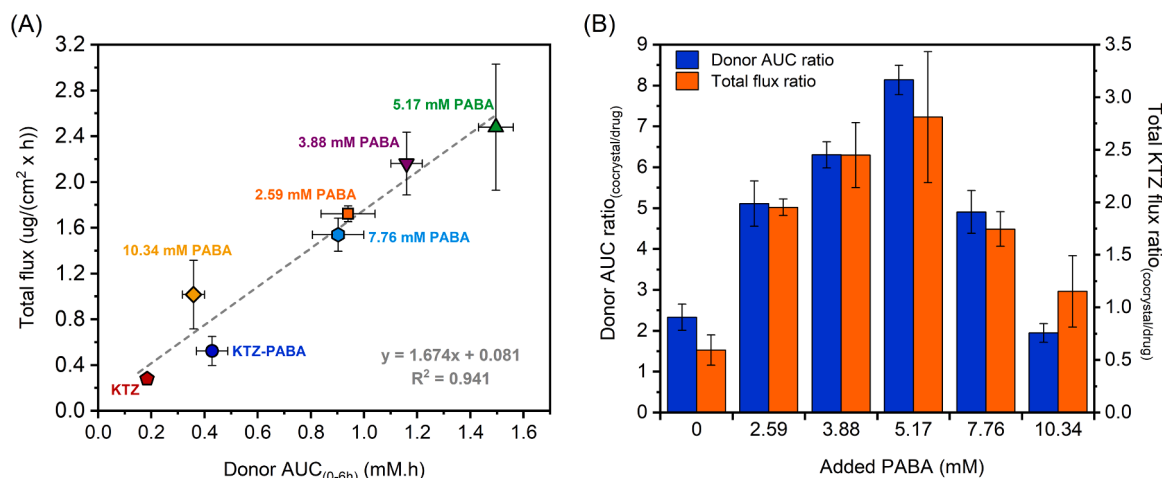 (A)
3.2
2.8
2.4
2.0
1.6
1.2
0.8
0.4
0.0
Total flux (ug/(cm² x h))
5.17 mM PABA
3.88 mM PABA
2.59 mM PABA
7.76 mM PABA
10.34 mM PABA
KTZ-PABA
KTZ
y = 1.674x + 0.081
R² = 0.941
0.0 0.2 0.4 0.6 0.8 1.0 1.2 1.4 1.6
Donor AUC(0-6h) (mM.h)
(B)
9
8
7
6
5
4
3
2
1
0
Donor AUC ratio(cocrystal/drug)
Donor AUC ratio
Total flux ratio
3.5
3.0
2.5
2.0
1.5
1.0
0.5
0.0
Total KTZ flux ratio(cocrystal/drug)
0 2.59 3.88 5.17 7.76 10.34
Added PABA (mM)